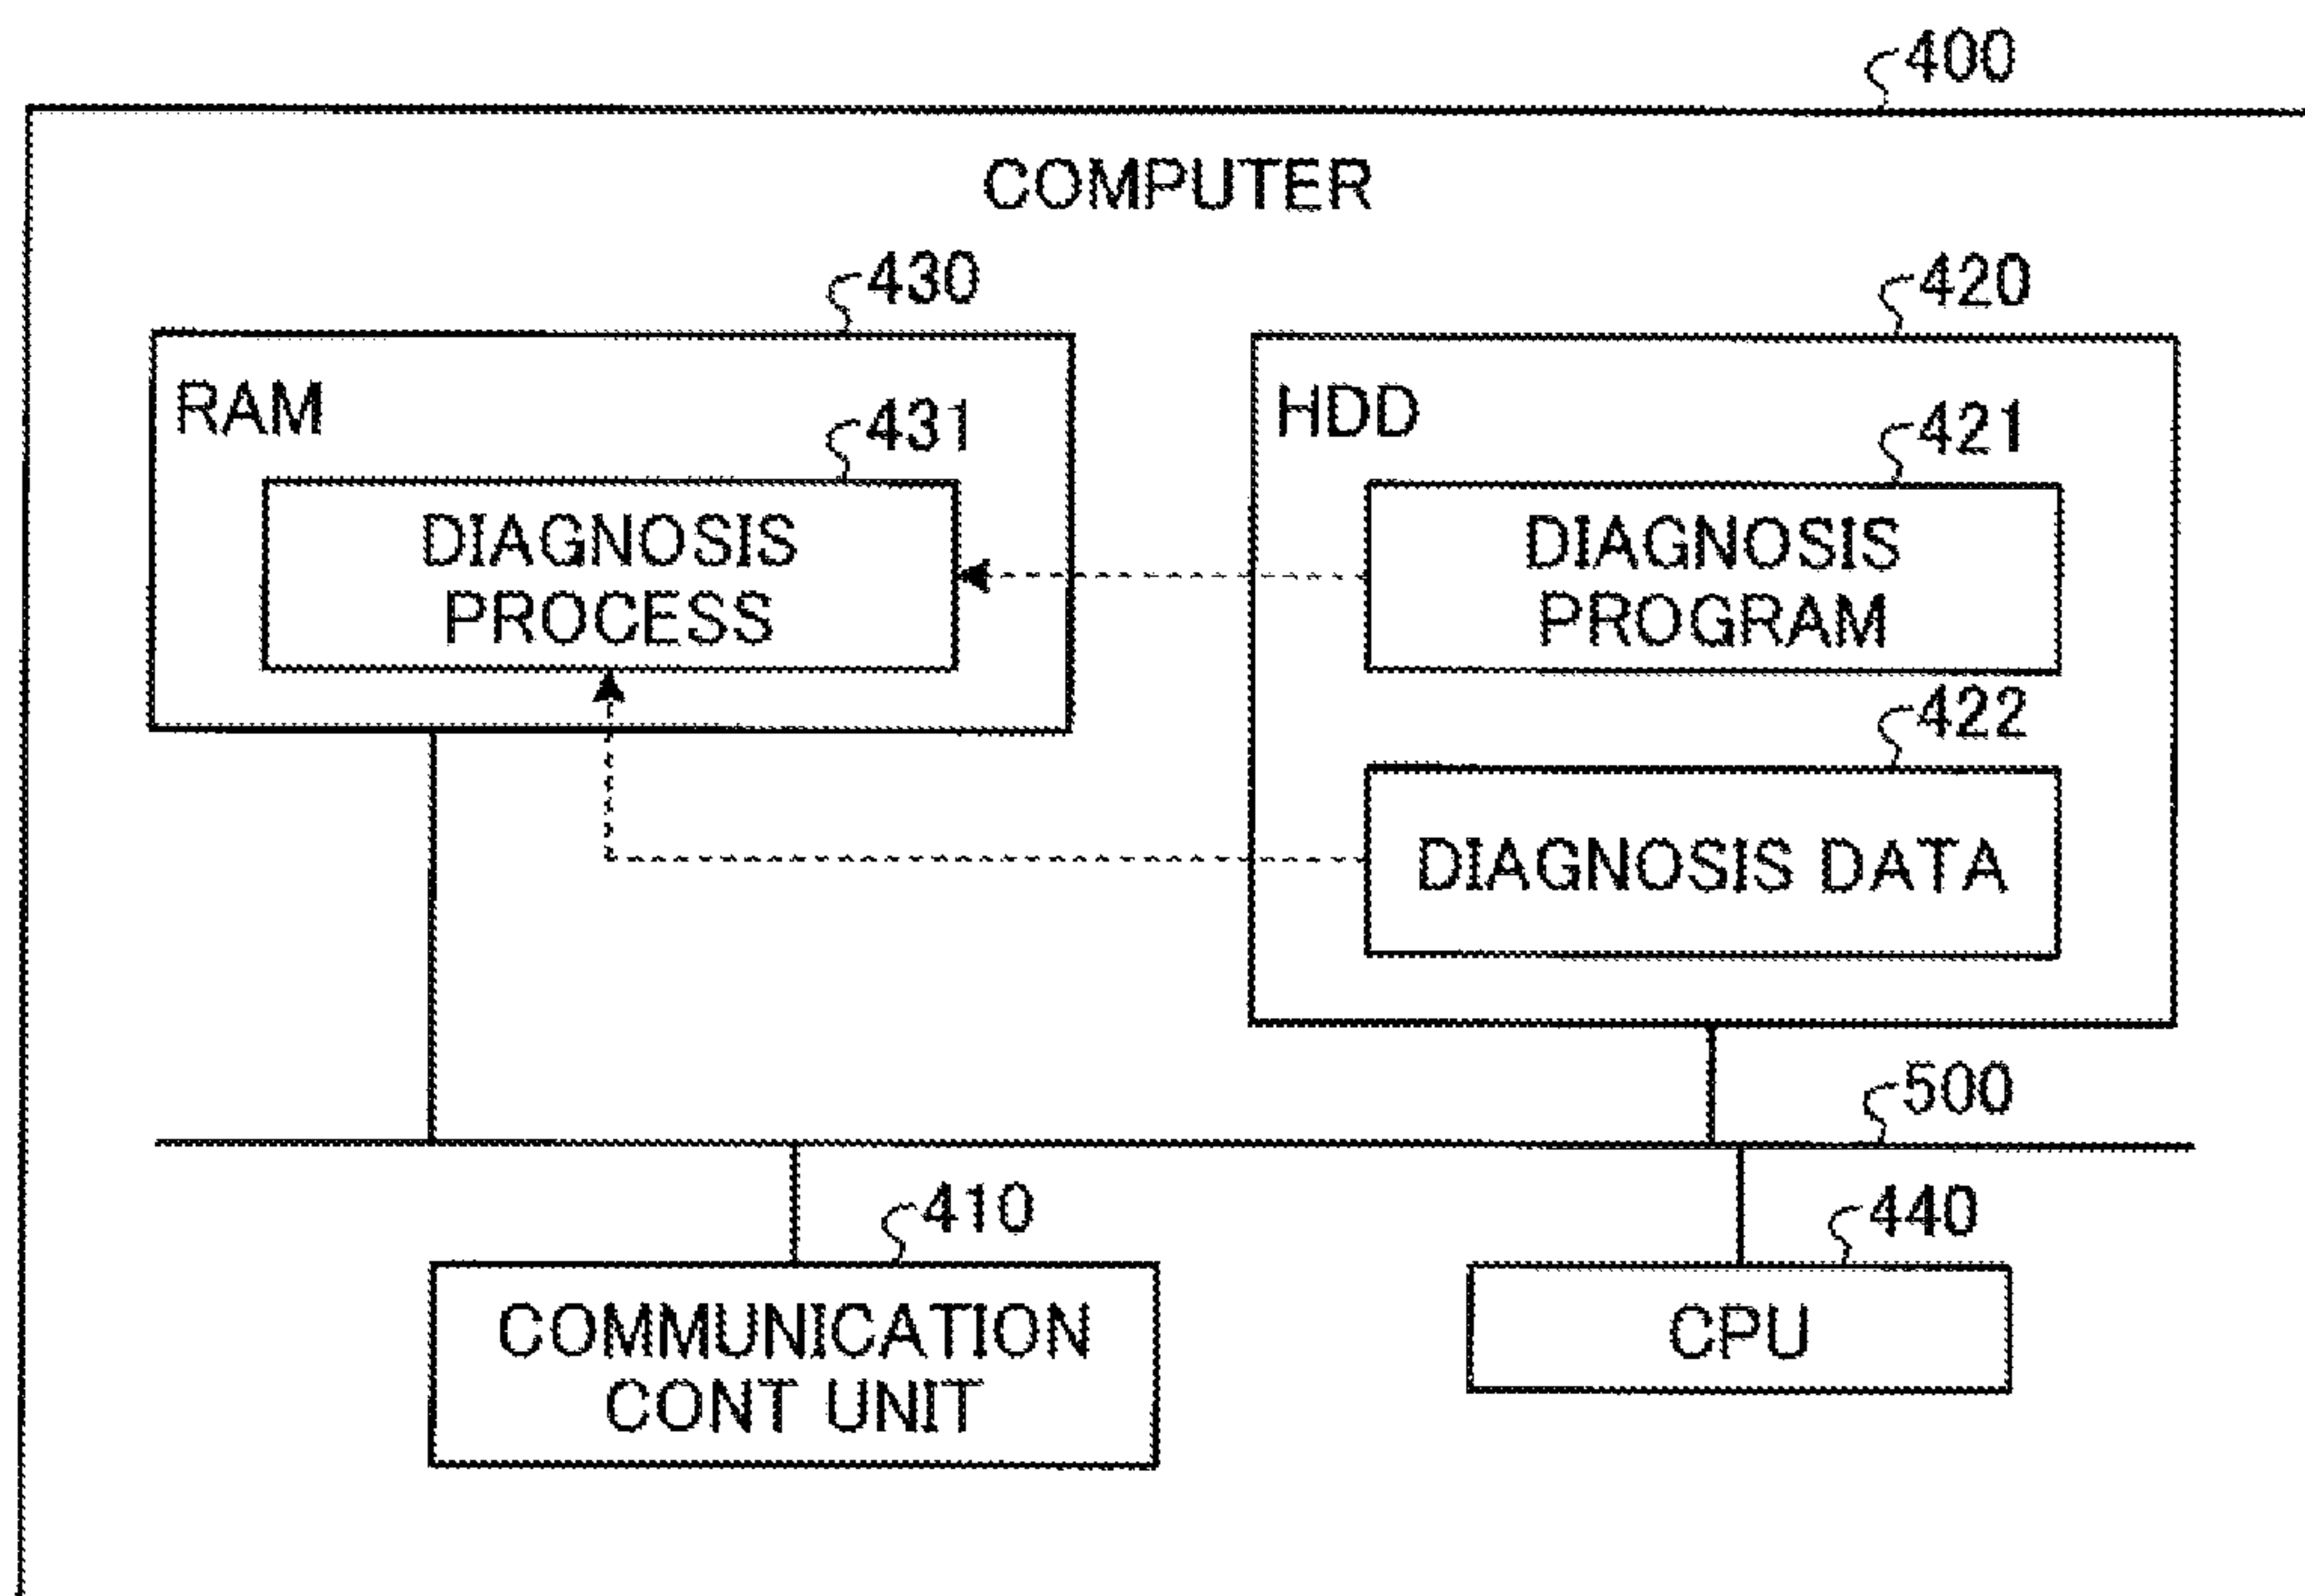 400
COMPUTER
430
420
RAM
431
HDD
421
DIAGNOSIS
PROCESS
DIAGNOSIS
PROGRAM
422
DIAGNOSIS DATA
500
410
440
COMMUNICATION
CONT UNIT
CPU